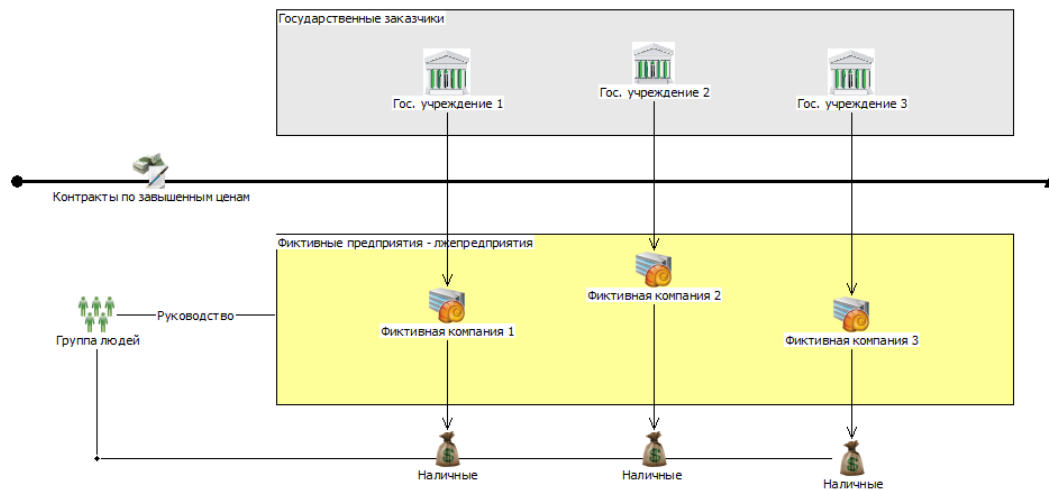 Государственные заказчики
Гос. учреждение 1
Гос. учреждение 2
Гос. учреждение 3
Контракты по завышенным ценам
Фиктивные предприятия - лжепредприятия
Фиктивная компания 1
Фиктивная компания 2
Фиктивная компания 3
Группа людей
Руководство
Наличные
Наличные
Наличные